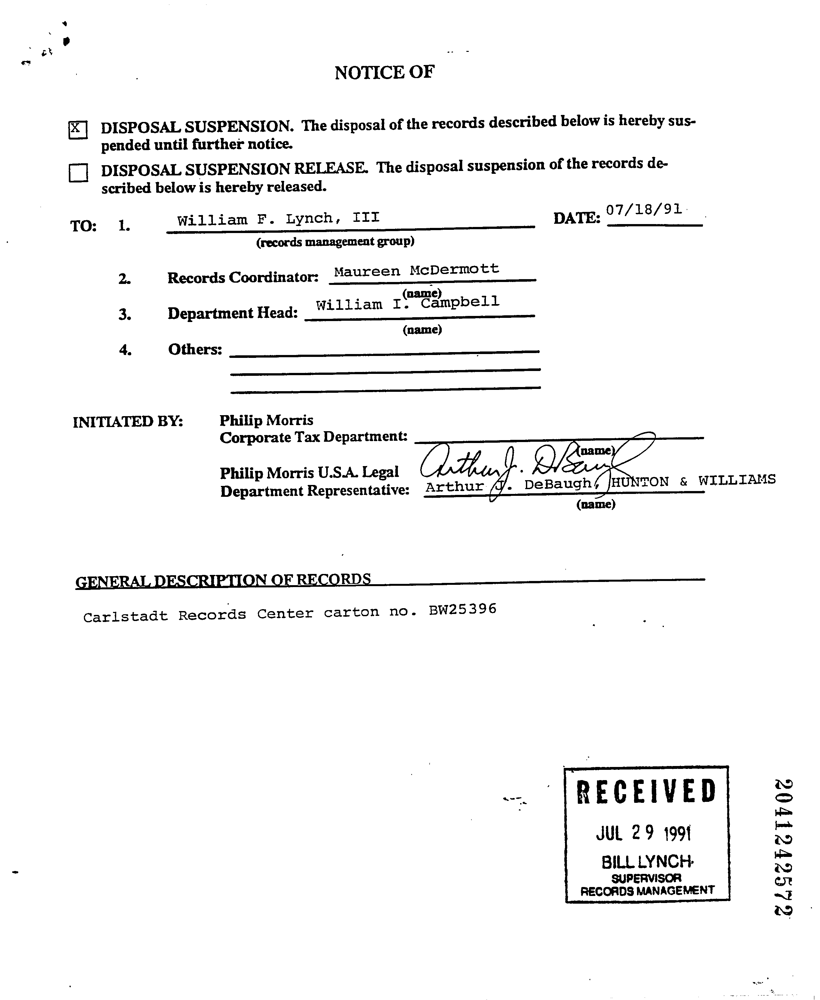 NOTICE OF
X DISPOSAL SUSPENSION. The disposal of the records described below is hereby sus-
pended until further notice.
DISPOSAL SUSPENSION RELEASE. The disposal suspension of the records de-
scribed below is hereby released.
TO: 1. William F. Lynch, III DATE: 07/18/91
(records management group)
2. Records Coordinator: Maureen McDermott
(name)
3. Department Head: William I. Campbell
(name)
4. Others:
INITIATED BY: Philip Morris
Corporate Tax Department:
(name)
Arthur J. DeBaugh
Philip Morris U.S.A. Legal
Department Representative: Arthur J. DeBaugh, HUNTON & WILLIAMS
(name)
GENERAL DESCRIPTION OF RECORDS
Carlstadt Records Center carton no. BW25396
RECEIVED
JUL 29 1991
BILL LYNCH
SUPERVISOR
RECORDS MANAGEMENT
2041242572